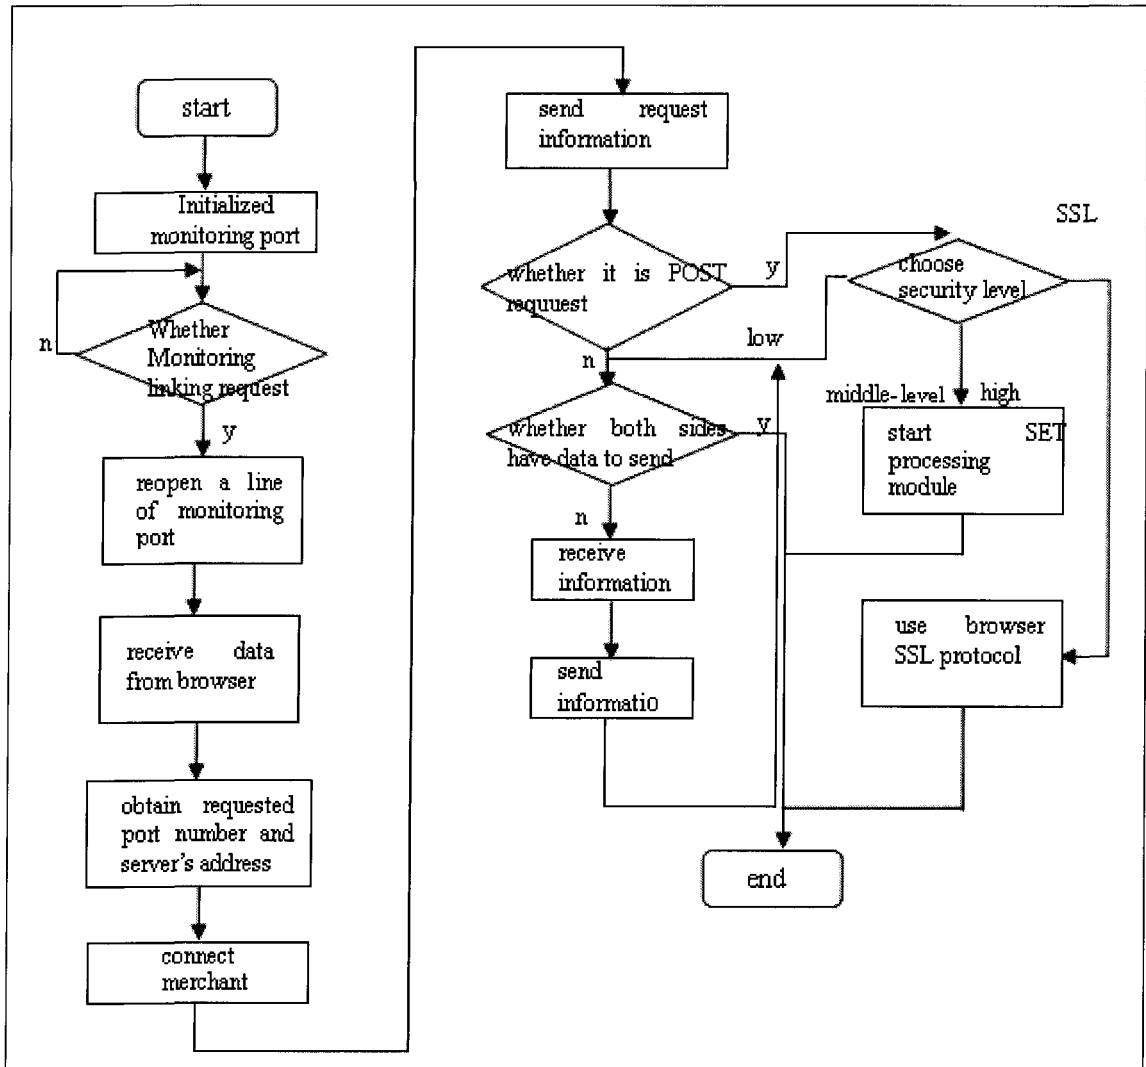 start
Initialized
monitoring port
n
Whether
Monitoring
linking request
y
reopen a line
of monitoring
port
receive data
from browser
obtain requested
port number and
server's address
connect
merchant
send request
information
whether it is POST
requuest
y
n
SSL
choose
security level
low
middle-level
high
start SET
processing
module
use browser
SSL protocol
whether both sides
have data to send
y
n
receive
information
send
informati0
end